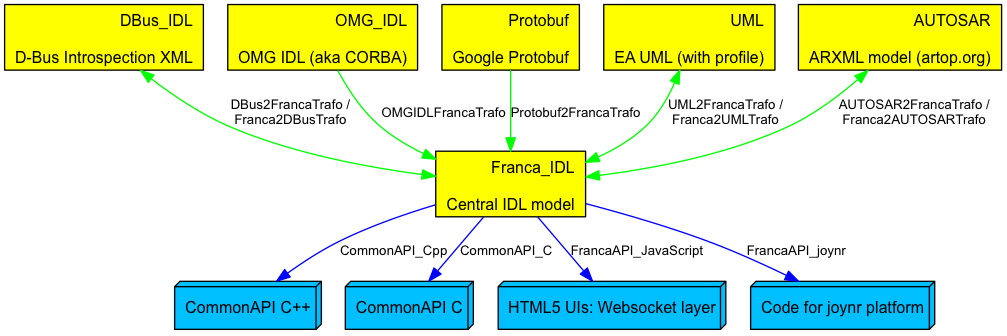 DBus_IDL
D-Bus Introspection XML
OMG_IDL
OMG IDL (aka CORBA)
Protobuf
Google Protobuf
UML
EA UML (with profile)
AUTOSAR
ARXML model (artop.org)
DBus2FrancaTrafo /
Franca2DBusTrafo
OMGIDLFrancaTrafo
Protobuf2FrancaTrafo
UML2FrancaTrafo /
Franca2UMLTrafo
AUTOSAR2FrancaTrafo /
Franca2AUTOSARTrafo
Franca_IDL
Central IDL model
CommonAPI_Cpp
CommonAPI_C
FrancaAPI_JavaScript
FrancaAPI_joynr
CommonAPI C++
CommonAPI C
HTML5 UIs: Websocket layer
Code for joynr platform